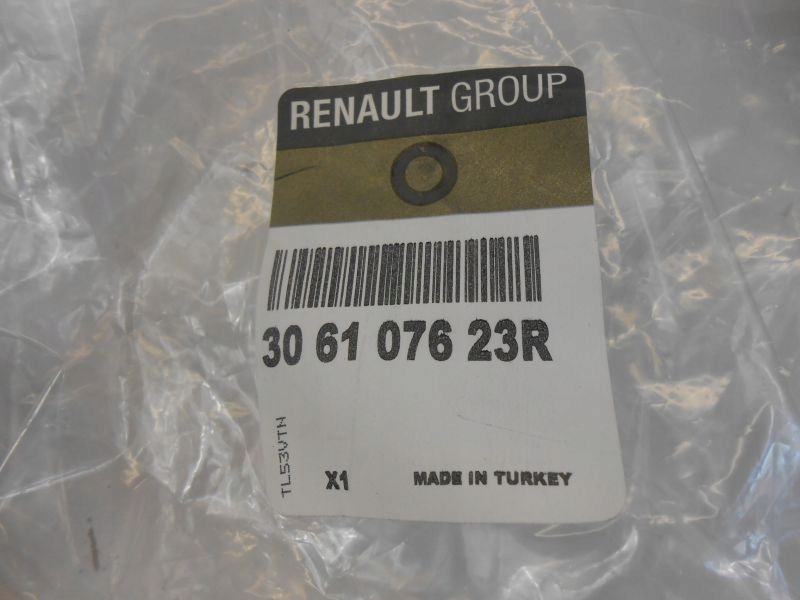 RENAULT GROUP
30 61 076 23R
TL53VTN
X1
MADE IN TURKEY